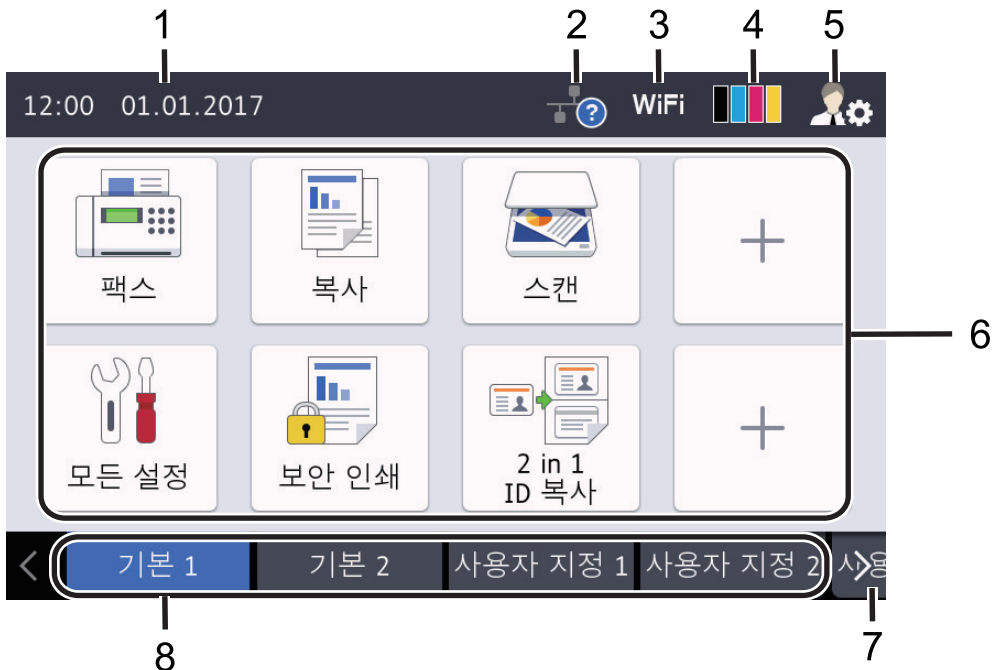 1 2 3 4 5
12:00 01.01.2017 ? WiFi
팩스 복사 스캔 +
6
모든 설정 보안 인쇄 2 in 1
ID 복사 +
< 기본 1 기본 2 사용자 지정 1 사용자 지정 2 사용 >
8 7